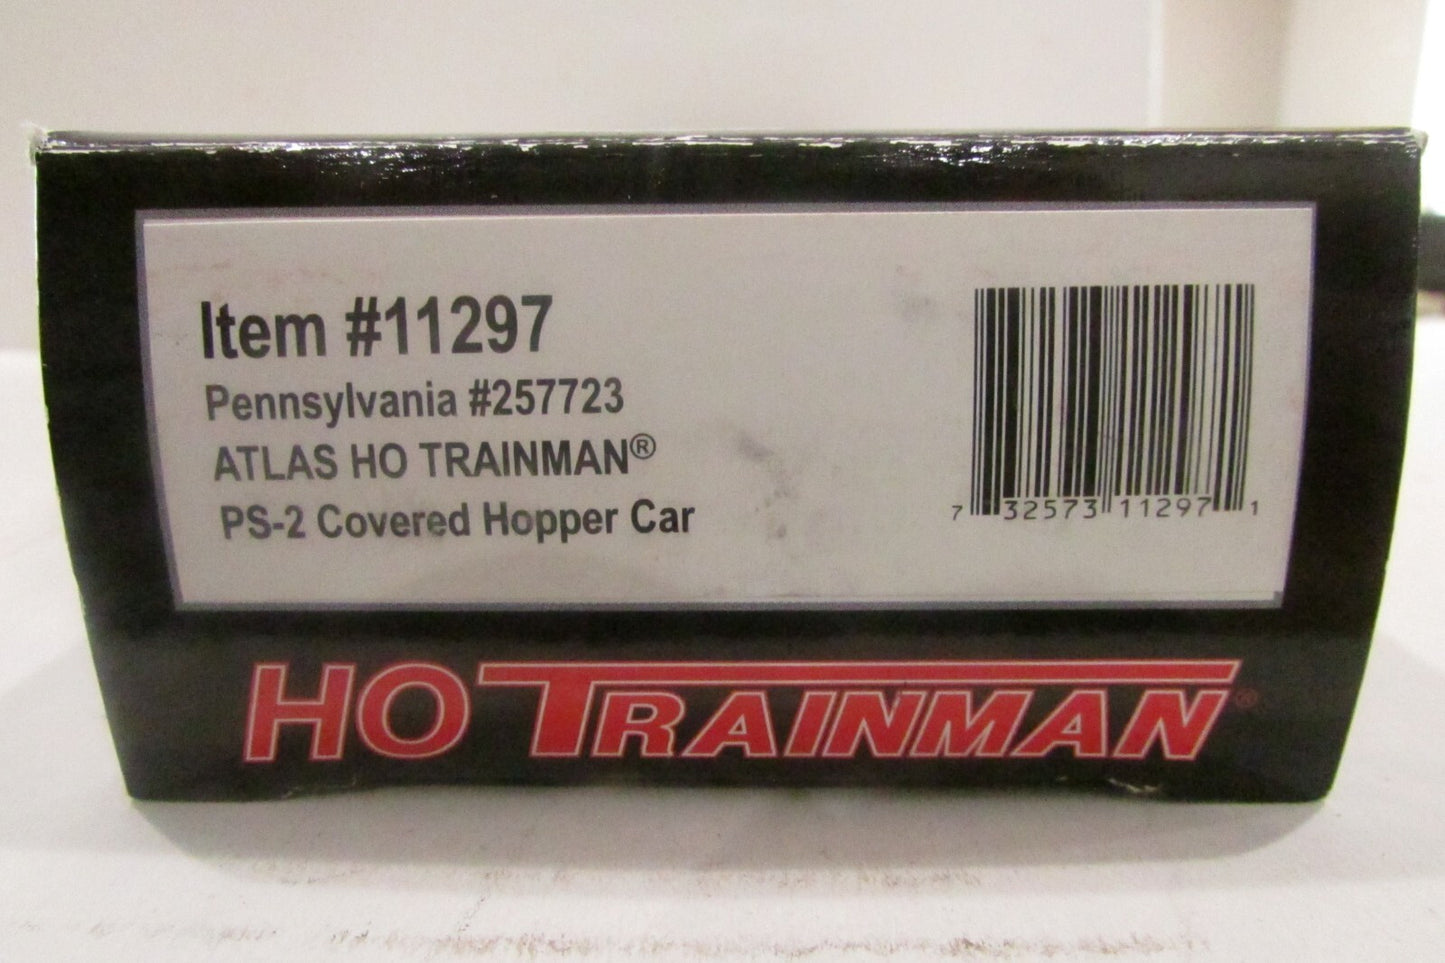 Item #11297
Pennsylvania #257723
ATLAS HO TRAINMAN®
PS-2 Covered Hopper Car
7 32573 11297 1
HO TRAINMAN®